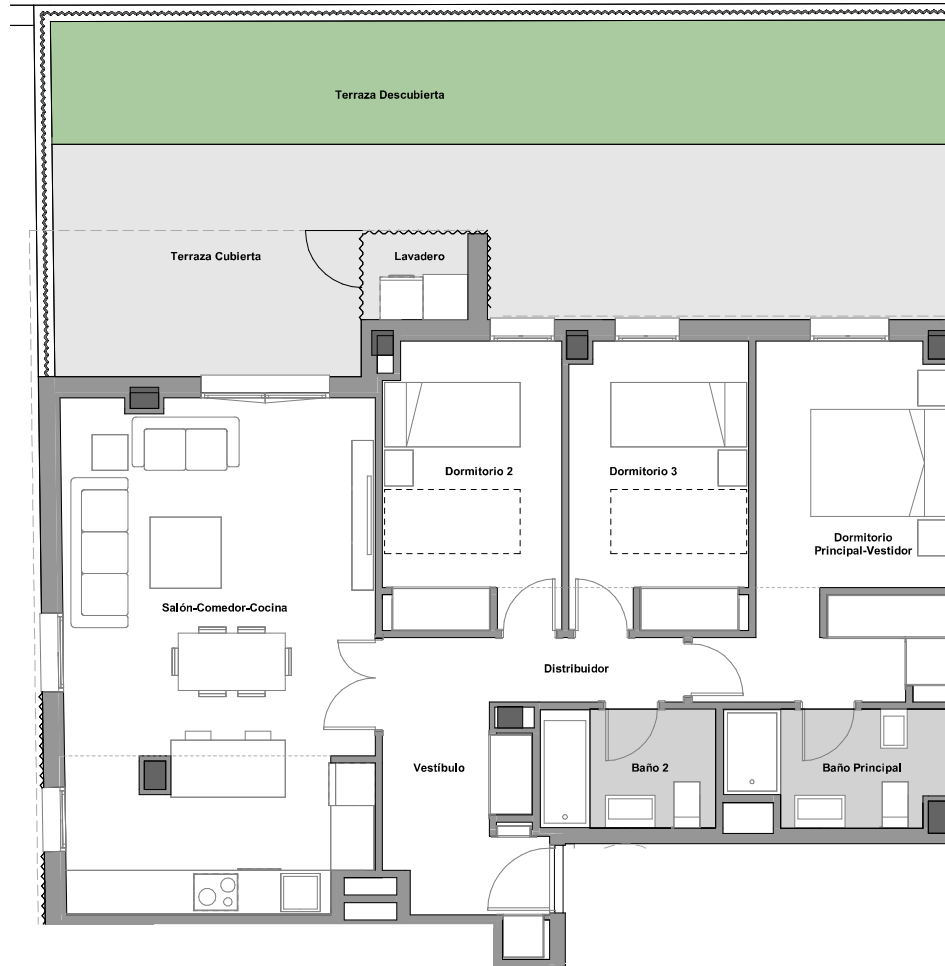 Terraza Descubierta
Terraza Cubierta
Lavadero
Dormitorio 2
Dormitorio 3
Dormitorio
Principal-Vestidor
Salón-Comedor-Cocina
Distribuidor
Vestíbulo
Baño 2
Baño Principal